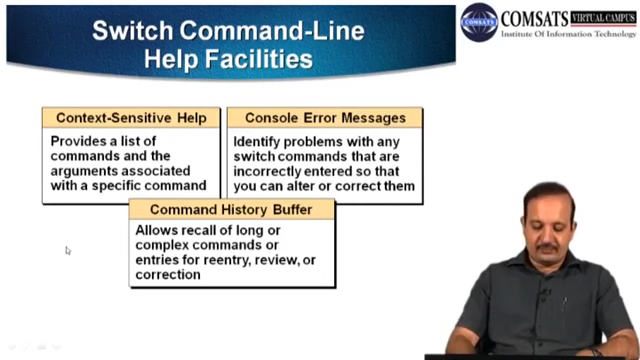 Switch Command-Line
Help Facilities
COMSATS VIRTUAL CAMPUS
Institute Of Information Technology
COMSATS
Context-Sensitive Help
Provides a list of
commands and the
arguments associated
with a specific command
Console Error Messages
Identify problems with any
switch commands that are
incorrectly entered so that
you can alter or correct them
Command History Buffer
Allows recall of long or
complex commands or
entries for reentry, review, or
correction